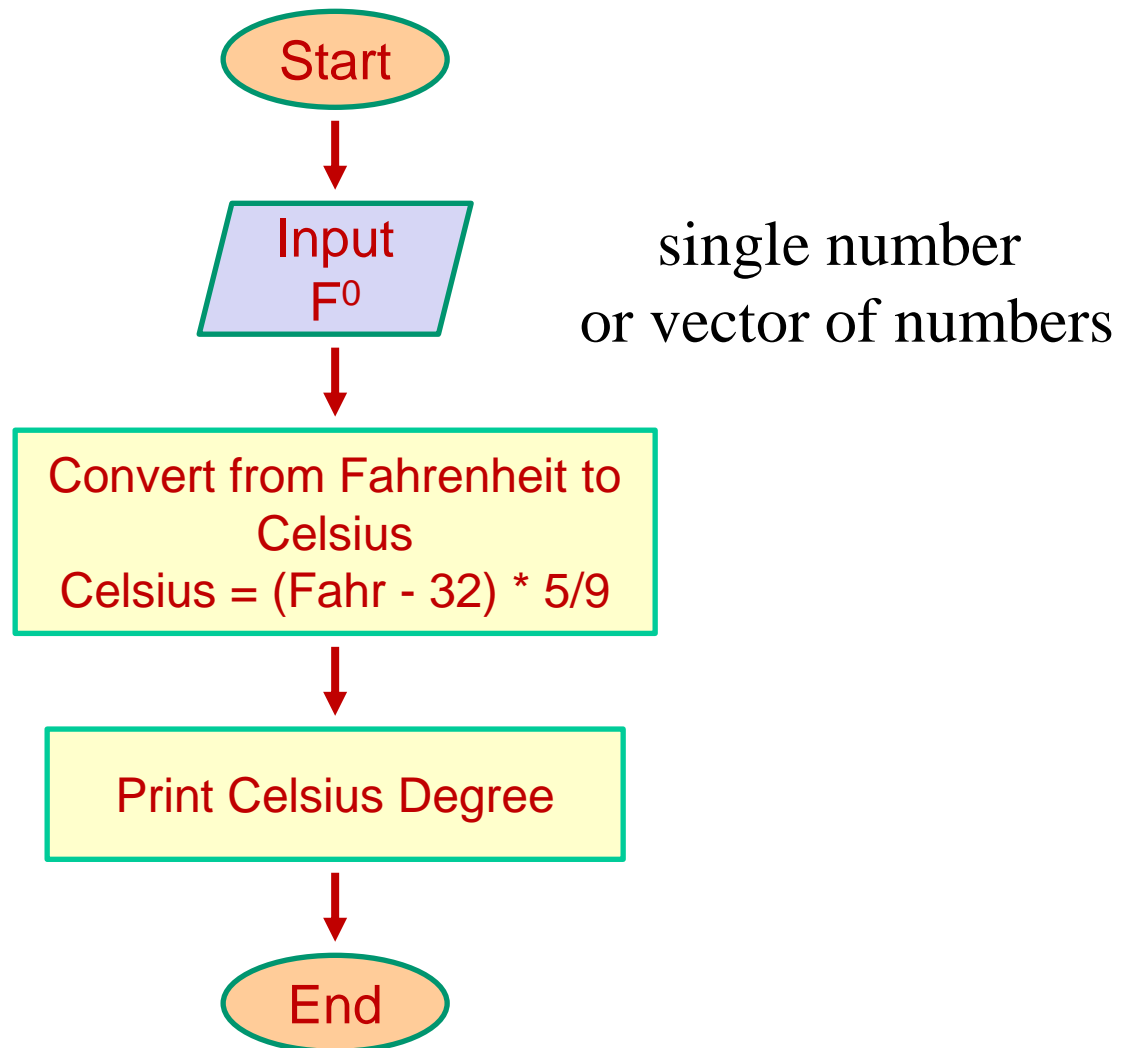 Start
Input
F⁰
single number
or vector of numbers
Convert from Fahrenheit to
Celsius
Celsius = (Fahr - 32) * 5/9
Print Celsius Degree
End